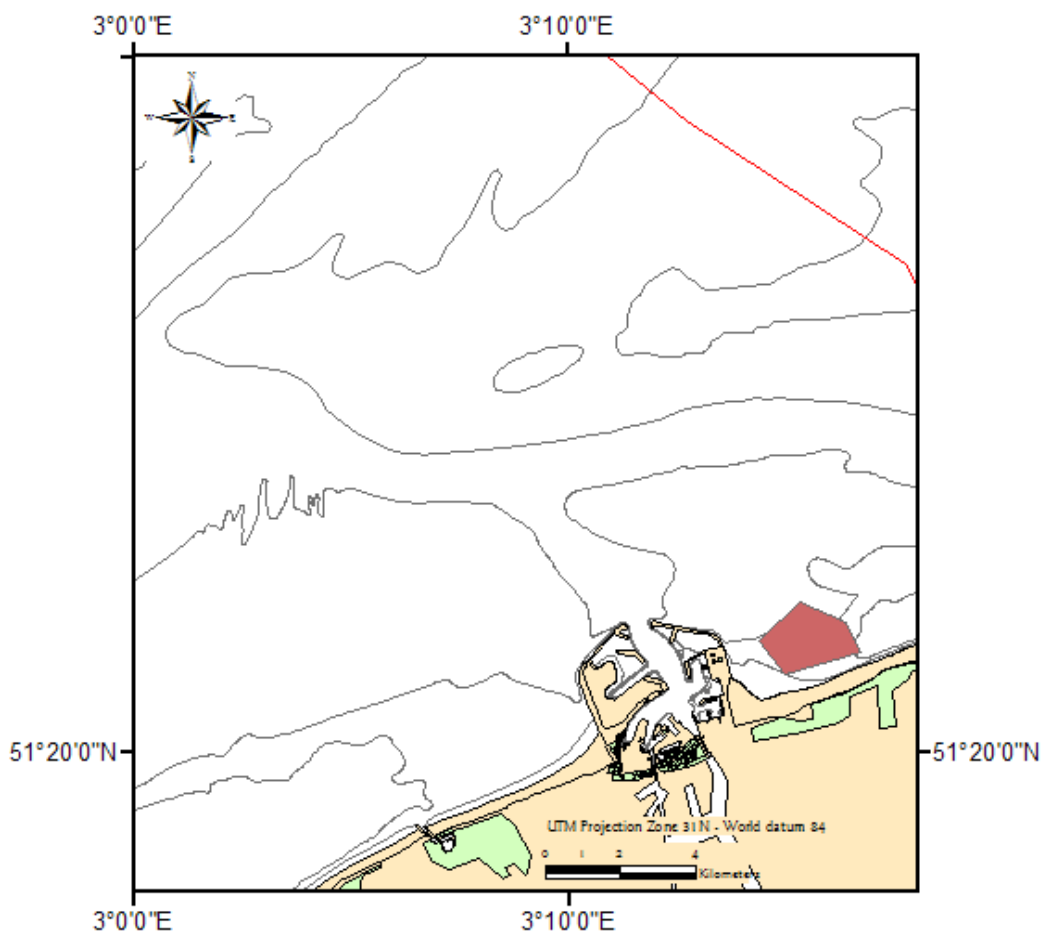 3°0'0"E 3°10'0"E
N
W E
S
51°20'0"N 51°20'0"N
UTM Projection Zone 31N - World datum 84
0 1 2 4
Kilometers
3°0'0"E 3°10'0"E